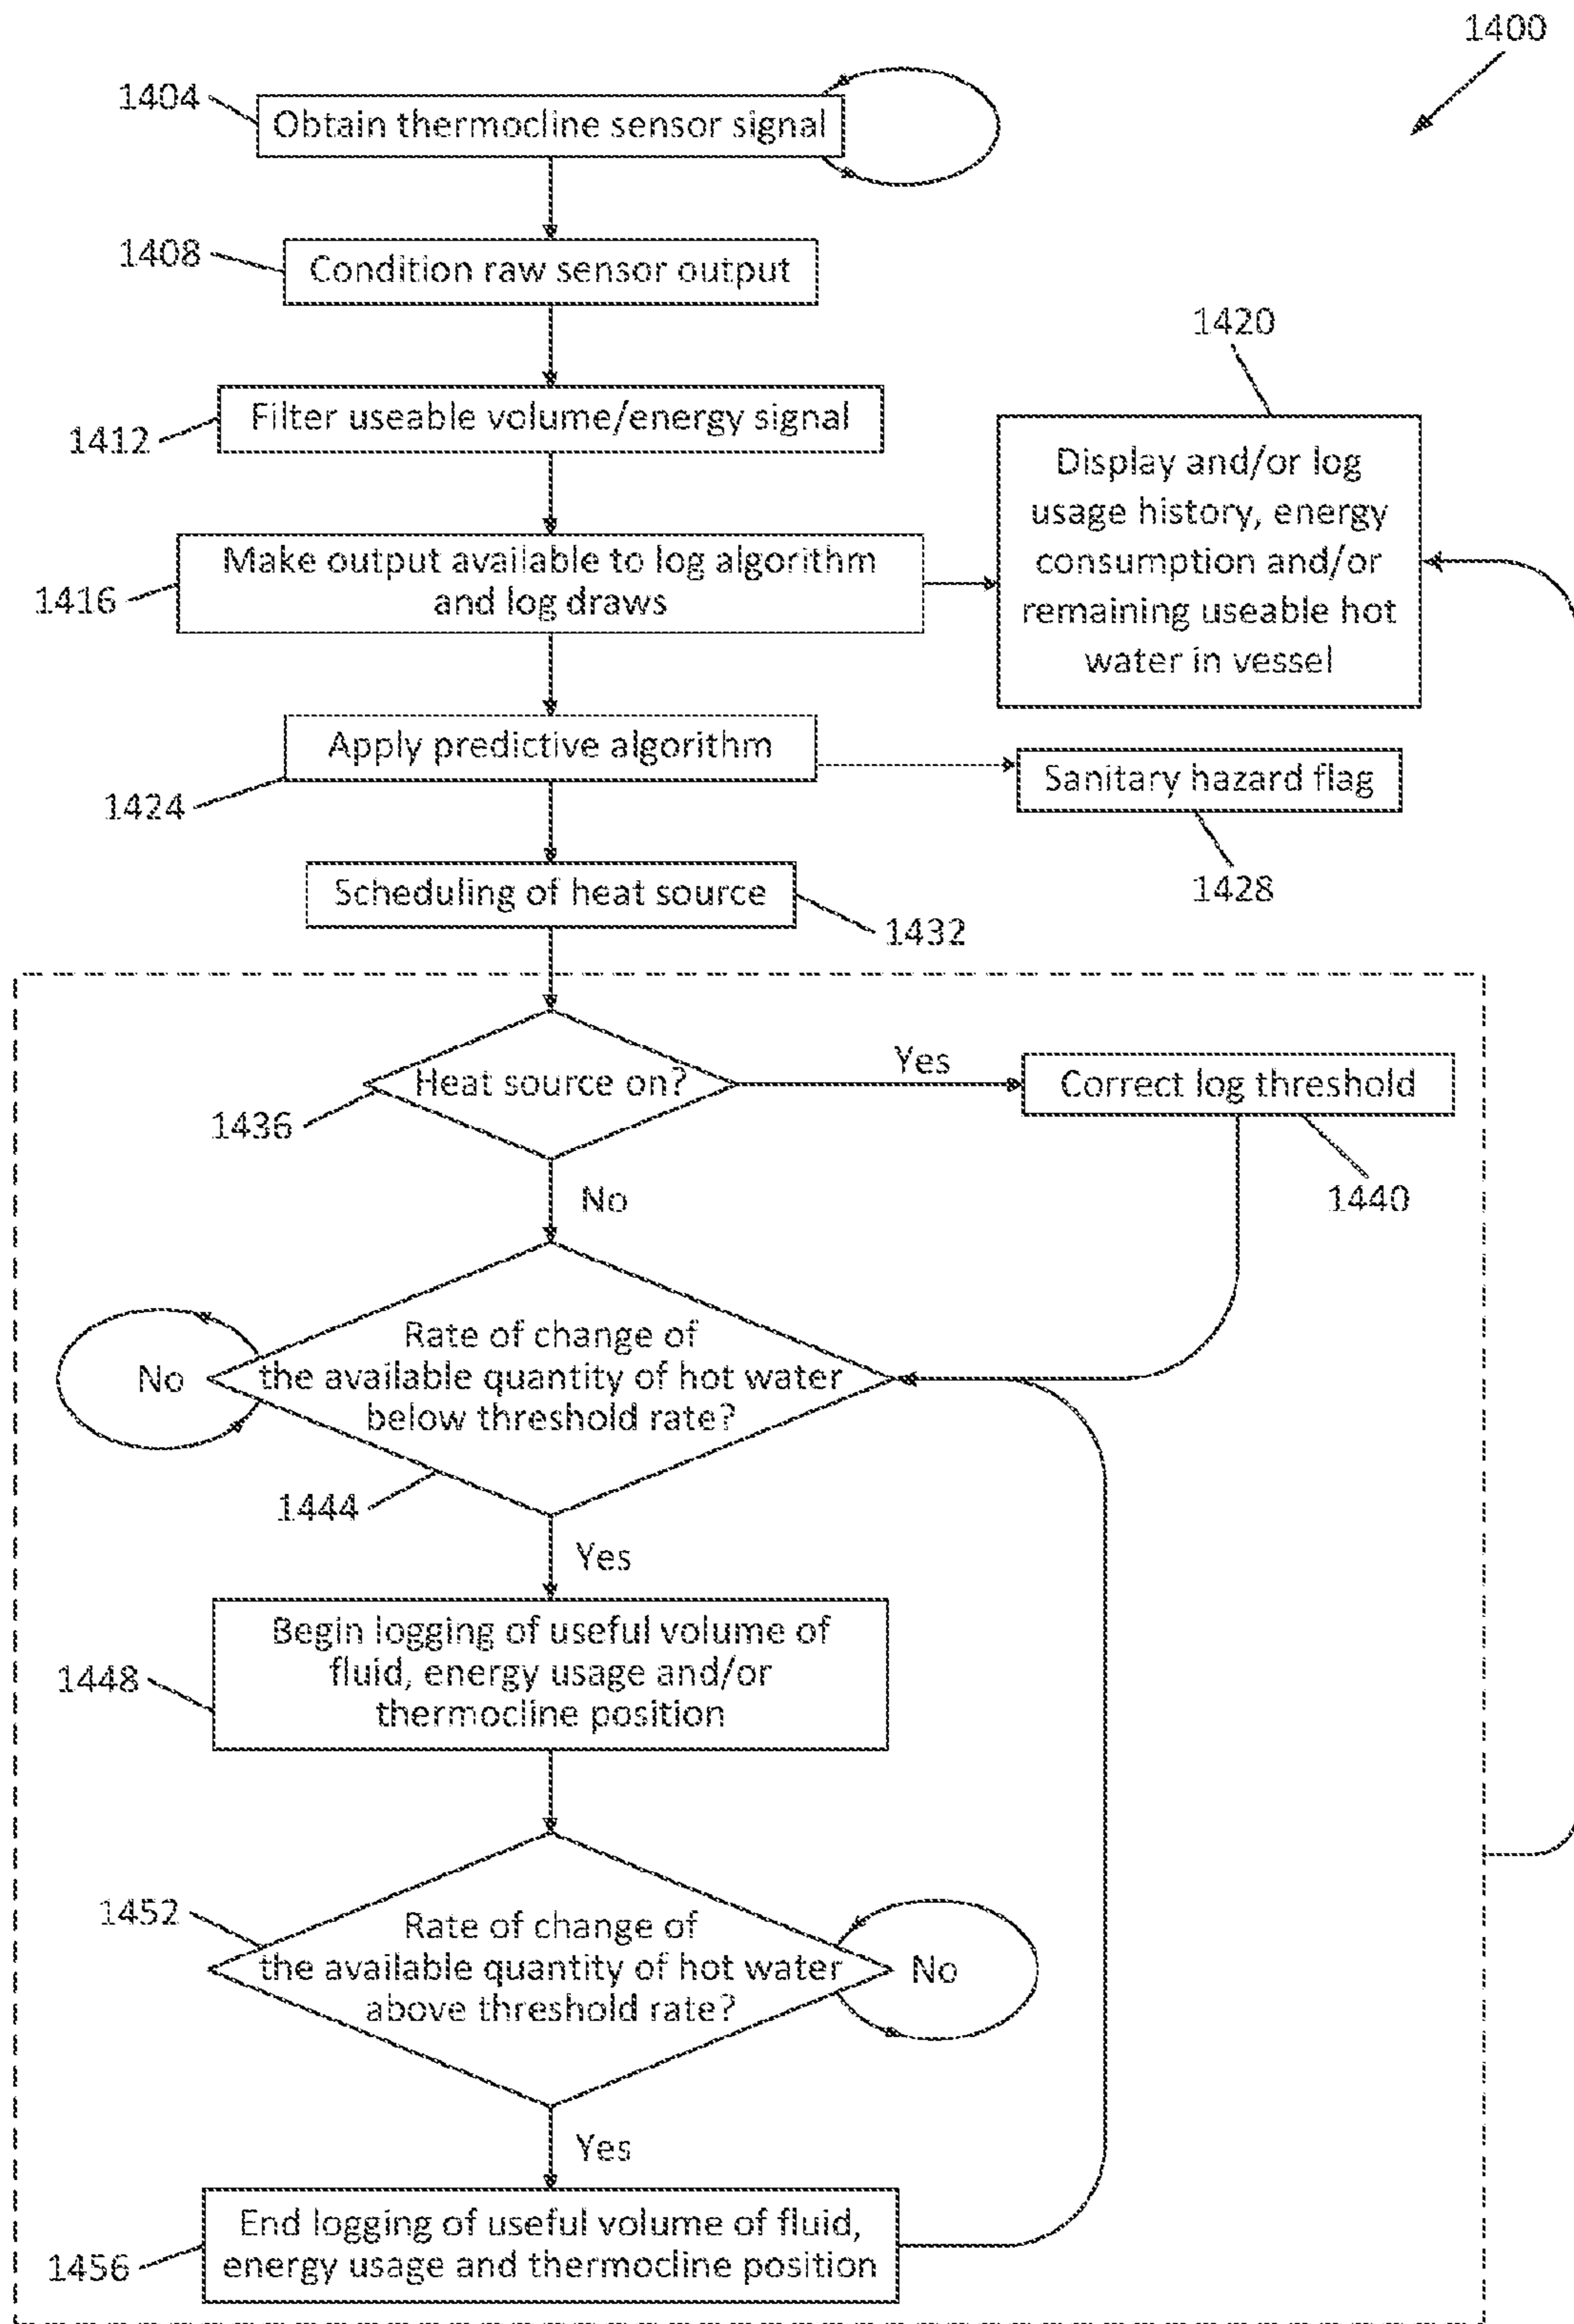 1400
1404
Obtain thermocline sensor signal
1408
Condition raw sensor output
1420
1412
Filter useable volume/energy signal
Display and/or log
usage history, energy
consumption and/or
remaining useable hot
water in vessel
1416
Make output available to log algorithm
and log draws
Apply predictive algorithm
1424
Sanitary hazard flag
1428
Scheduling of heat source
1432
Heat source on?
1436
Yes
Correct log threshold
1440
No
Rate of change of
the available quantity of hot water
below threshold rate?
No
1444
Yes
Begin logging of useful volume of
fluid, energy usage and/or
thermocline position
1448
1452
Rate of change of
the available quantity of hot water
above threshold rate?
No
Yes
End logging of useful volume of fluid,
energy usage and thermocline position
1456